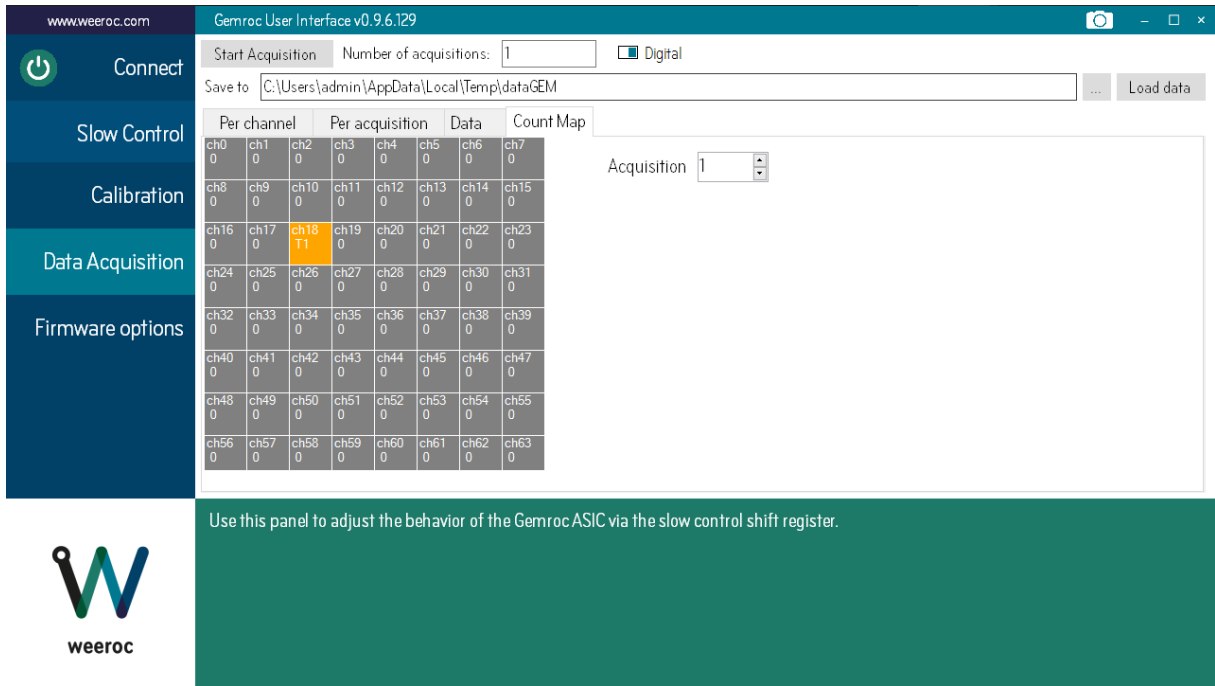 www.weeroc.com
Gemroc User Interface v0.9.6.129
Connect
Slow Control
Calibration
Data Acquisition
Firmware options
Start Acquisition Number of acquisitions: 1 Digital
Save to C:\Users\admin\AppData\Local\Temp\dataGEM ... Load data
Per channel Per acquisition Data Count Map
Acquisition 1
ch0 ch1 ch2 ch3 ch4 ch5 ch6 ch7
0 0 0 0 0 0 0 0
ch8 ch9 ch10 ch11 ch12 ch13 ch14 ch15
0 0 0 0 0 0 0 0
ch16 ch17 ch18 ch19 ch20 ch21 ch22 ch23
0 0 T1 0 0 0 0 0
ch24 ch25 ch26 ch27 ch28 ch29 ch30 ch31
0 0 0 0 0 0 0 0
ch32 ch33 ch34 ch35 ch36 ch37 ch38 ch39
0 0 0 0 0 0 0 0
ch40 ch41 ch42 ch43 ch44 ch45 ch46 ch47
0 0 0 0 0 0 0 0
ch48 ch49 ch50 ch51 ch52 ch53 ch54 ch55
0 0 0 0 0 0 0 0
ch56 ch57 ch58 ch59 ch60 ch61 ch62 ch63
0 0 0 0 0 0 0 0
Use this panel to adjust the behavior of the Gemroc ASIC via the slow control shift register.
weeroc